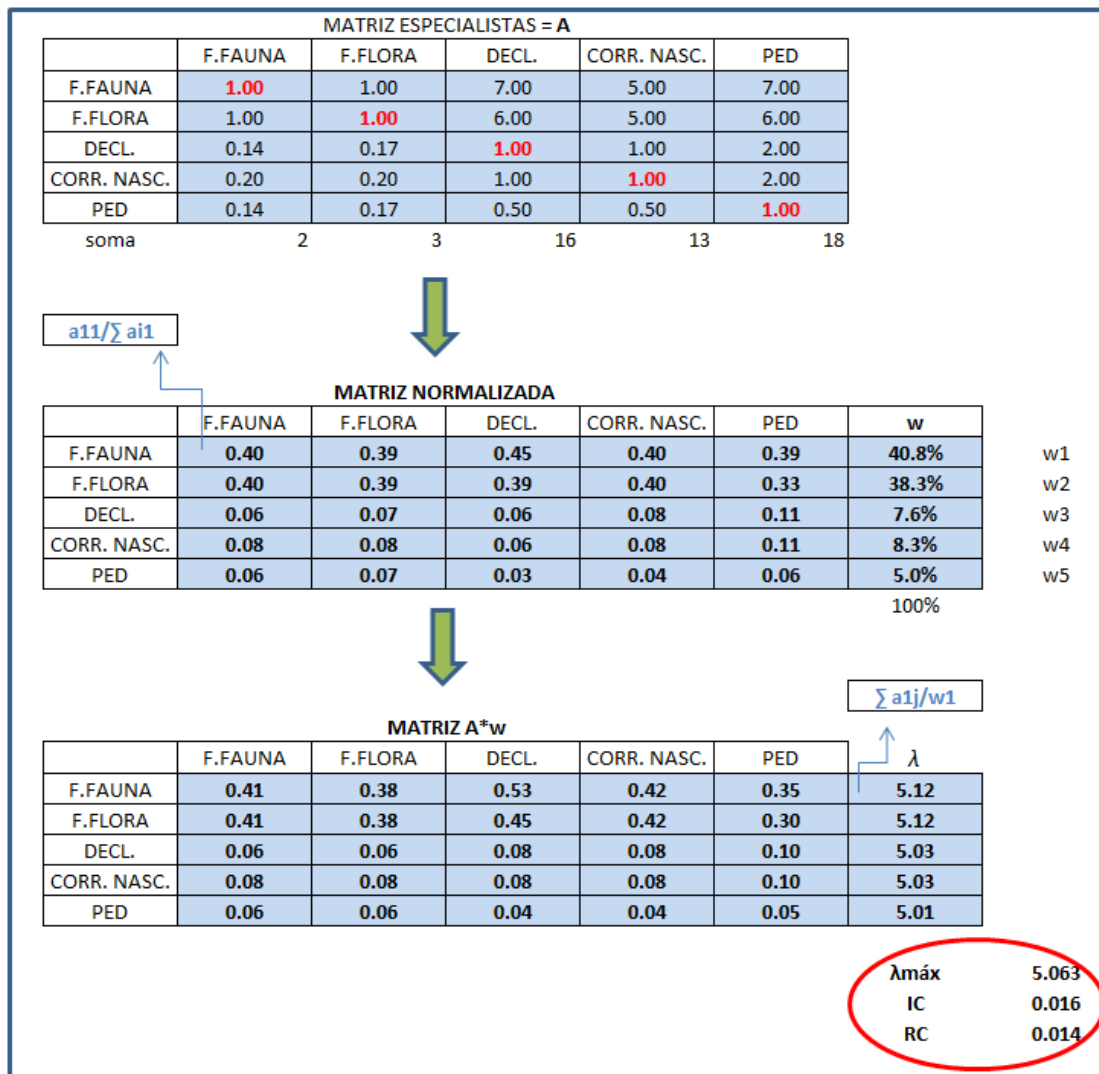 MATRIZ ESPECIALISTAS = A
F.FAUNA F.FLORA DECL. CORR. NASC. PED
F.FAUNA 1.00 1.00 7.00 5.00 7.00
F.FLORA 1.00 1.00 6.00 5.00 6.00
DECL. 0.14 0.17 1.00 1.00 2.00
CORR. NASC. 0.20 0.20 1.00 1.00 2.00
PED 0.14 0.17 0.50 0.50 1.00
soma 2 3 16 13 18
a11/∑ ai1
MATRIZ NORMALIZADA
F.FAUNA F.FLORA DECL. CORR. NASC. PED w
F.FAUNA 0.40 0.39 0.45 0.40 0.39 40.8% w1
F.FLORA 0.40 0.39 0.39 0.40 0.33 38.3% w2
DECL. 0.06 0.07 0.06 0.08 0.11 7.6% w3
CORR. NASC. 0.08 0.08 0.06 0.08 0.11 8.3% w4
PED 0.06 0.07 0.03 0.04 0.06 5.0% w5
100%
∑ a1j/w1
MATRIZ A*w
F.FAUNA F.FLORA DECL. CORR. NASC. PED λ
F.FAUNA 0.41 0.38 0.53 0.42 0.35 5.12
F.FLORA 0.41 0.38 0.45 0.42 0.30 5.12
DECL. 0.06 0.06 0.08 0.08 0.10 5.03
CORR. NASC. 0.08 0.08 0.08 0.08 0.10 5.03
PED 0.06 0.06 0.04 0.04 0.05 5.01
λmáx 5.063
IC 0.016
RC 0.014